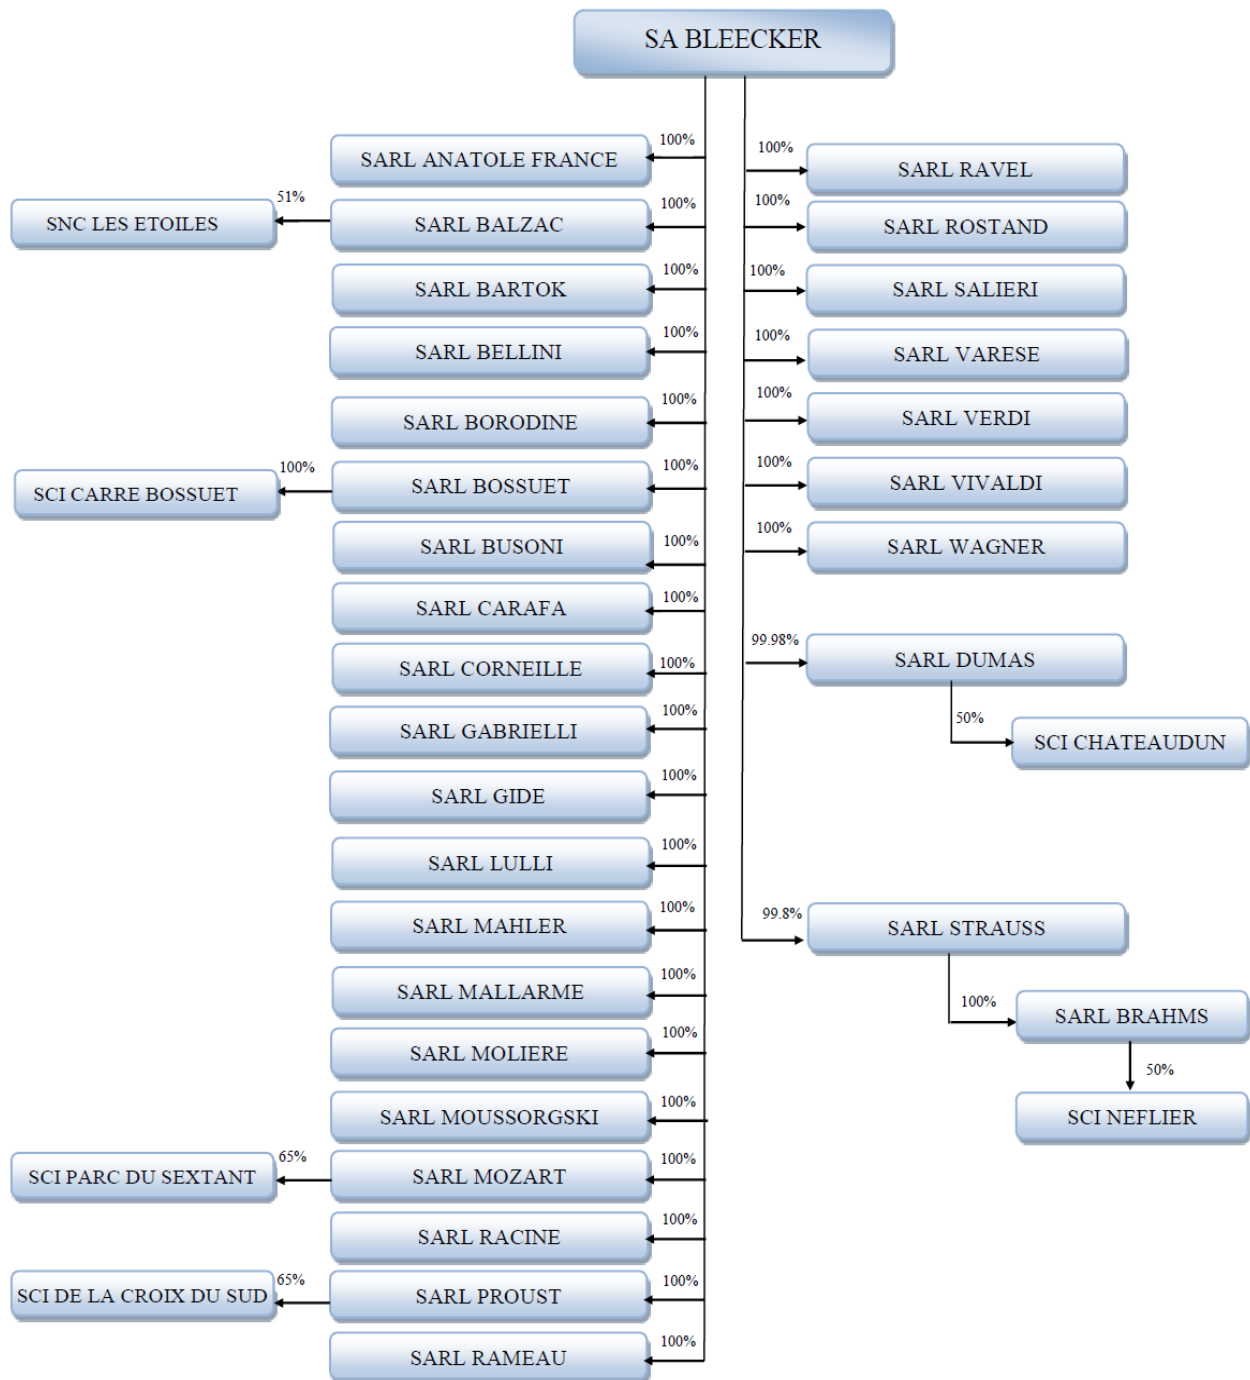 SA BLEECKER
100%
SARL ANATOLE FRANCE
51%
SNC LES ETOILES
100%
SARL BALZAC
100%
SARL BARTOK
100%
SARL BELLINI
100%
SARL BORODINE
100%
SCI CARRE BOSSUET
100%
SARL BOSSUET
100%
SARL BUSONI
100%
SARL CARAFA
100%
SARL CORNEILLE
100%
SARL GABRIELLI
100%
SARL GIDE
100%
SARL LULLI
100%
SARL MAHLER
100%
SARL MALLARME
100%
SARL MOLIERE
100%
SARL MOUSSORGSKI
100%
65%
SCI PARC DU SEXTANT
SARL MOZART
100%
SARL RACINE
100%
65%
SCI DE LA CROIX DU SUD
SARL PROUST
100%
SARL RAMEAU
100%
100%
SARL RAVEL
100%
SARL ROSTAND
100%
SARL SALIERI
100%
SARL VARESE
100%
SARL VERDI
100%
SARL VIVALDI
100%
SARL WAGNER
99.98%
SARL DUMAS
50%
SCI CHATEAUDUN
99.8%
SARL STRAUSS
100%
SARL BRAHMS
50%
SCI NEFLIER